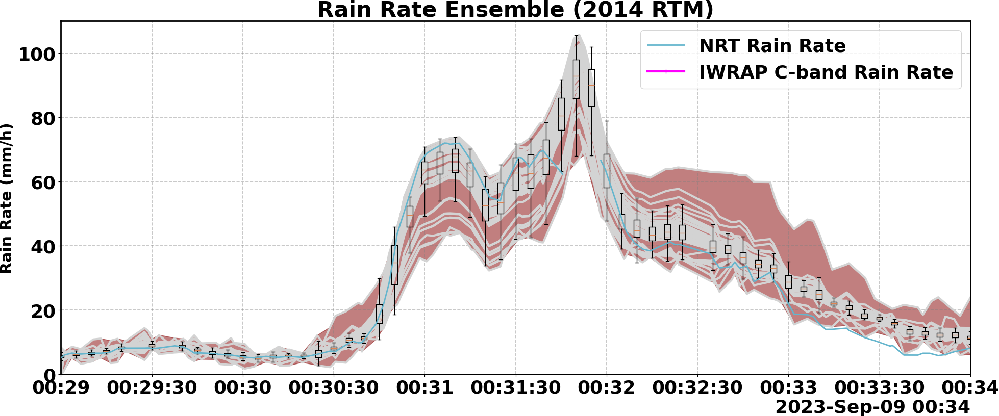 Rain Rate Ensemble (2014 RTM)
NRT Rain Rate
IWRAP C-band Rain Rate
Rain Rate (mm/h)
100
80
60
40
20
0
00:29 00:29:30 00:30 00:30:30 00:31 00:31:30 00:32 00:32:30 00:33 00:33:30 00:34
2023-Sep-09 00:34